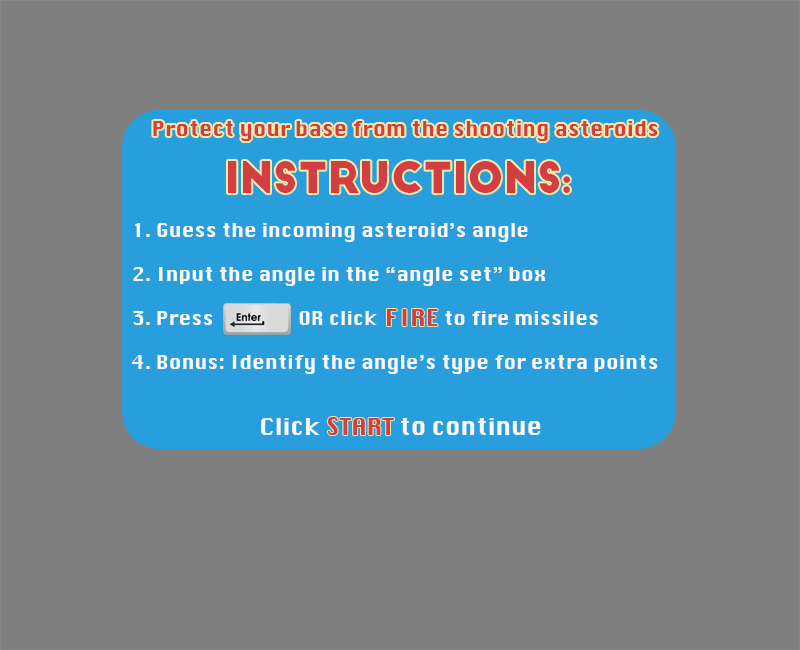 Protect your base from the shooting asteroids
INSTRUCTIONS:
1. Guess the incoming asteroid's angle
2. Input the angle in the “angle set” box
3. Press Enter OR click FIRE to fire missiles
4. Bonus: Identify the angle's type for extra points
Click START to continue